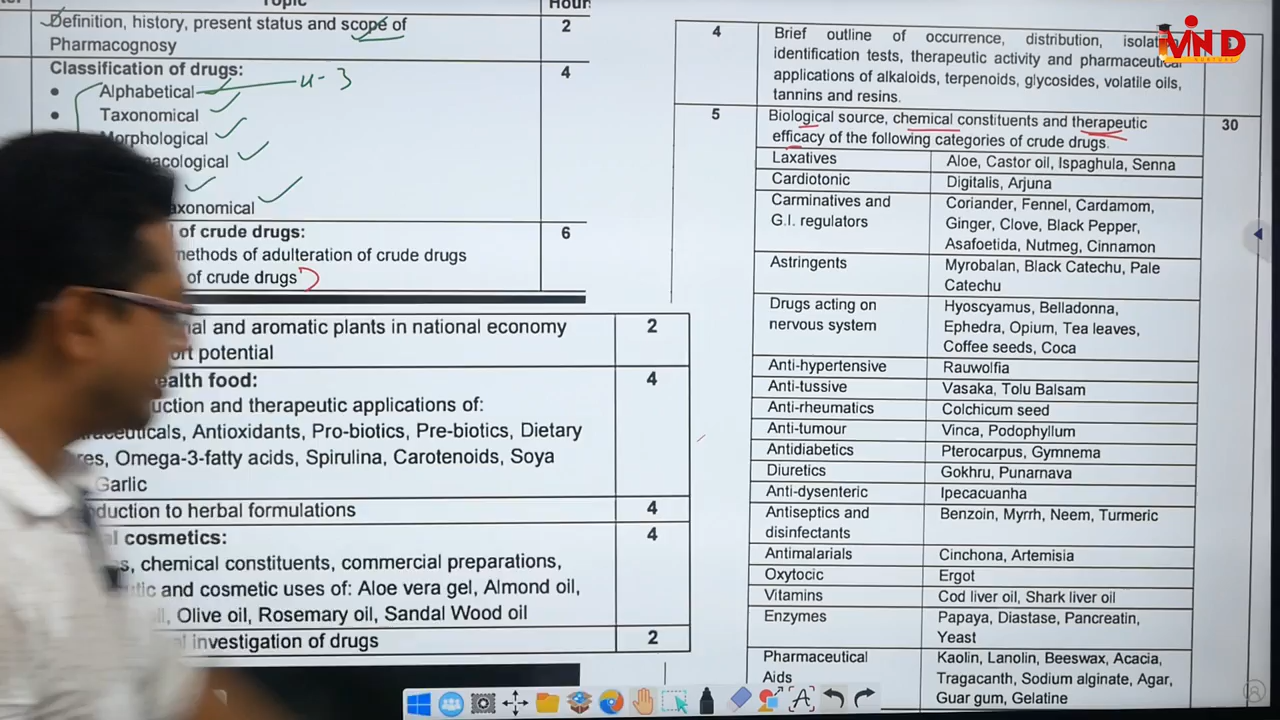 Topic
Hour
Definition, history, present status and scope of
Pharmacognosy
2
Classification of drugs:
4
Alphabetical
u-3
Taxonomical
Morphological
acological
axonomical
of crude drugs:
6
methods of adulteration of crude drugs
of crude drugs
nal and aromatic plants in national economy
2
ort potential
ealth food:
4
uction and therapeutic applications of:
raceuticals, Antioxidants, Pro-biotics, Pre-biotics, Dietary
res, Omega-3-fatty acids, Spirulina, Carotenoids, Soya
Garlic
duction to herbal formulations
4
l cosmetics:
4
s, chemical constituents, commercial preparations,
tic and cosmetic uses of: Aloe vera gel, Almond oil,
l, Olive oil, Rosemary oil, Sandal Wood oil
l investigation of drugs
2
4
Brief outline of occurrence, distribution, isolation
identification tests, therapeutic activity and pharmaceutical
applications of alkaloids, terpenoids, glycosides, volatile oils,
tannins and resins.
5
Biological source, chemical constituents and therapeutic
efficacy of the following categories of crude drugs.
30
Laxatives
Aloe, Castor oil, Ispaghula, Senna
Cardiotonic
Digitalis, Arjuna
Carminatives and
G.I. regulators
Coriander, Fennel, Cardamom,
Ginger, Clove, Black Pepper,
Asafoetida, Nutmeg, Cinnamon
Astringents
Myrobalan, Black Catechu, Pale
Catechu
Drugs acting on
nervous system
Hyoscyamus, Belladonna,
Ephedra, Opium, Tea leaves,
Coffee seeds, Coca
Anti-hypertensive
Rauwolfia
Anti-tussive
Vasaka, Tolu Balsam
Anti-rheumatics
Colchicum seed
Anti-tumour
Vinca, Podophyllum
Antidiabetics
Pterocarpus, Gymnema
Diuretics
Gokhru, Punarnava
Anti-dysenteric
Ipecacuanha
Antiseptics and
disinfectants
Benzoin, Myrrh, Neem, Turmeric
Antimalarials
Cinchona, Artemisia
Oxytocic
Ergot
Vitamins
Cod liver oil, Shark liver oil
Enzymes
Papaya, Diastase, Pancreatin,
Yeast
Pharmaceutical
Aids
Kaolin, Lanolin, Beeswax, Acacia,
Tragacanth, Sodium alginate, Agar,
Guar gum, Gelatine
VIND
NURTURE